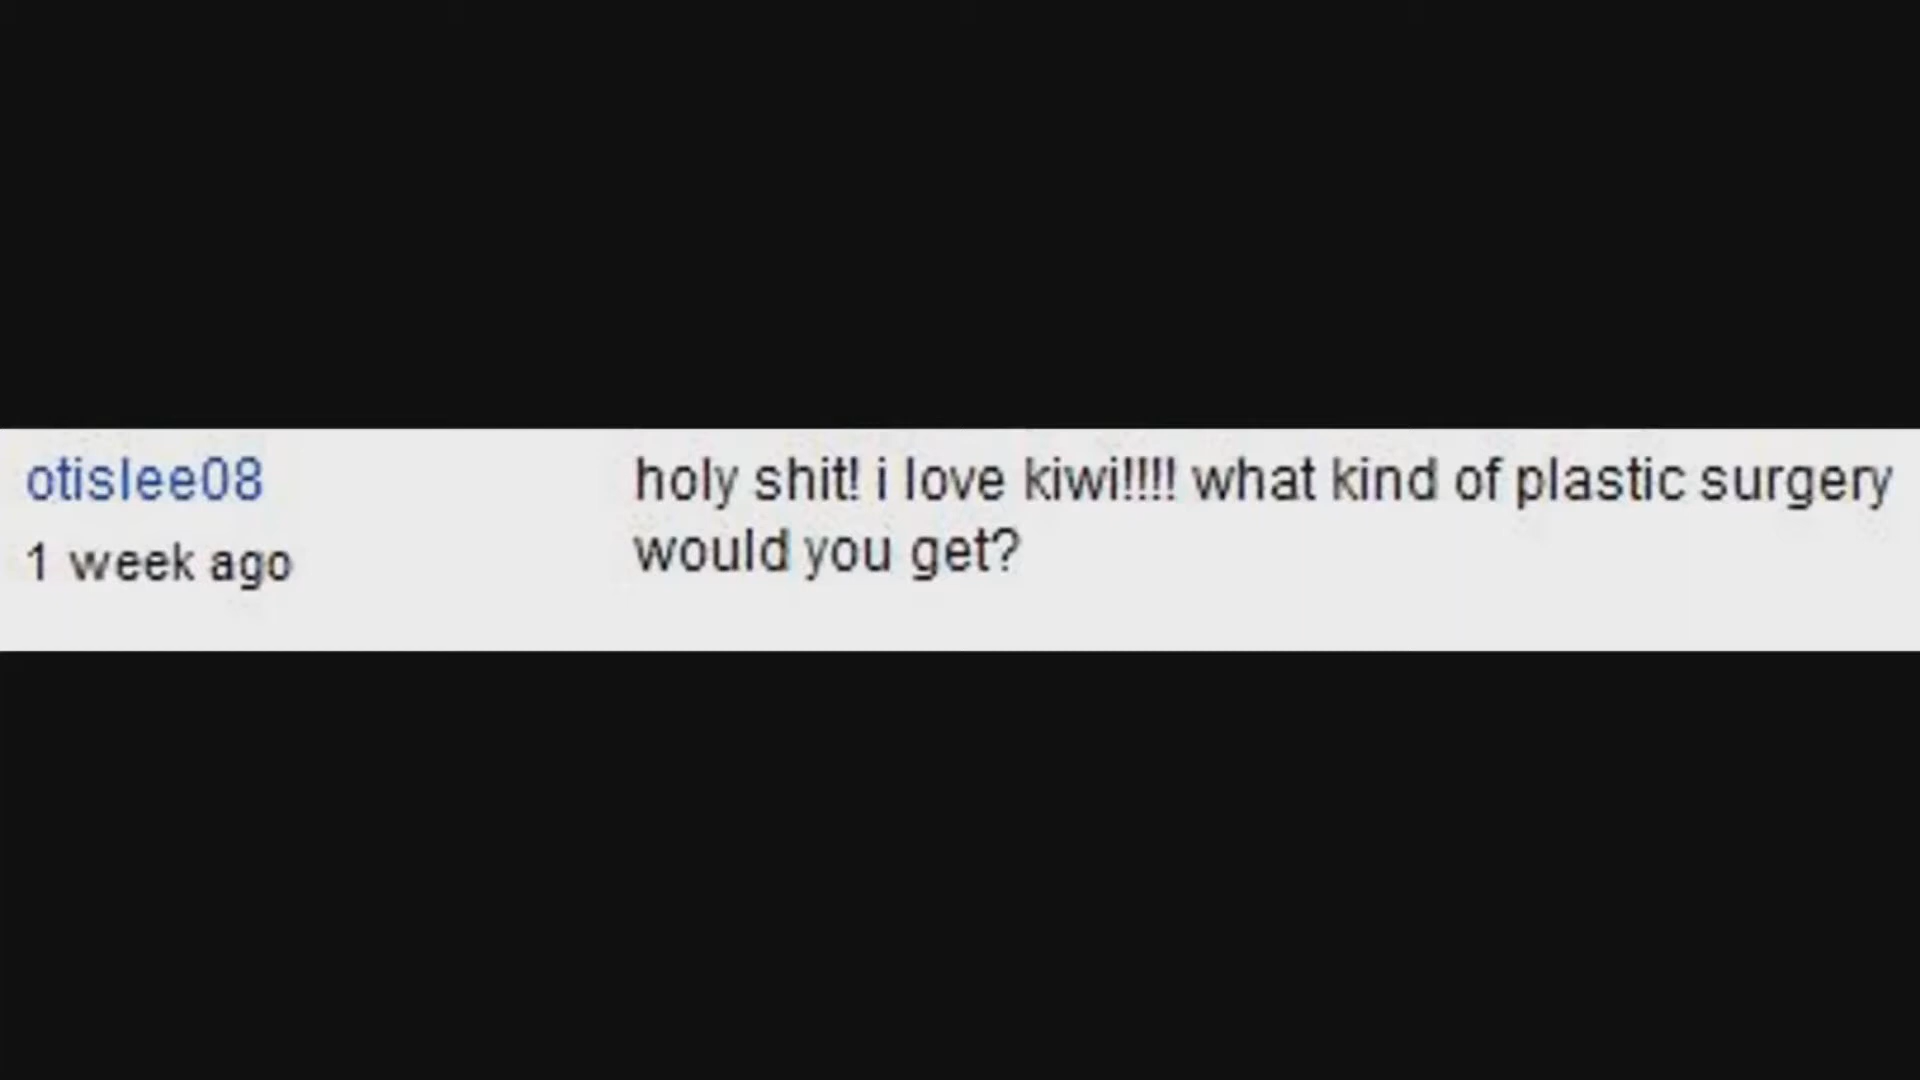 otislee08
1 week ago
holy shit! i love kiwi!!!! what kind of plastic surgery
would you get?